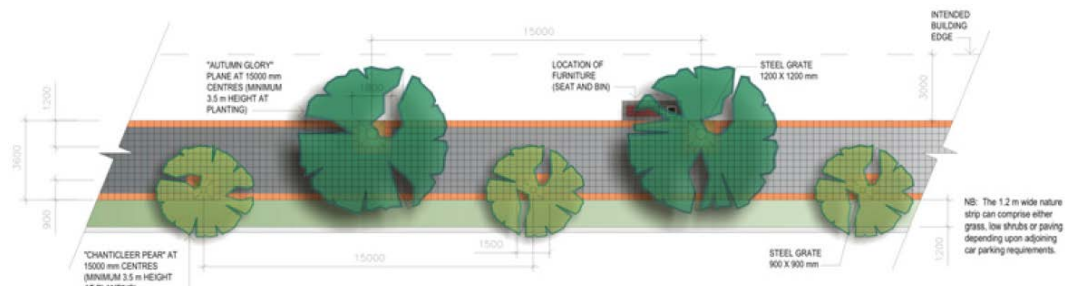 15000
INTENDED
BUILDING
EDGE
"AUTUMN GLORY"
PLANE AT 15000 mm
CENTRES (MINIMUM
3.5 m HEIGHT AT
PLANTING)
LOCATION OF
FURNITURE
(SEAT AND BIN)
STEEL GRATE
1200 X 1200 mm
3000
1200
3600
900
NB: The 1.2 m wide nature
strip can comprise either
grass, low shrubs or paving
depending upon adjoining
car parking requirements.
1200
"CHANTICLEER PEAR" AT
15000 mm CENTRES
(MINIMUM 3.5 m HEIGHT
15000
1500
STEEL GRATE
900 X 900 mm